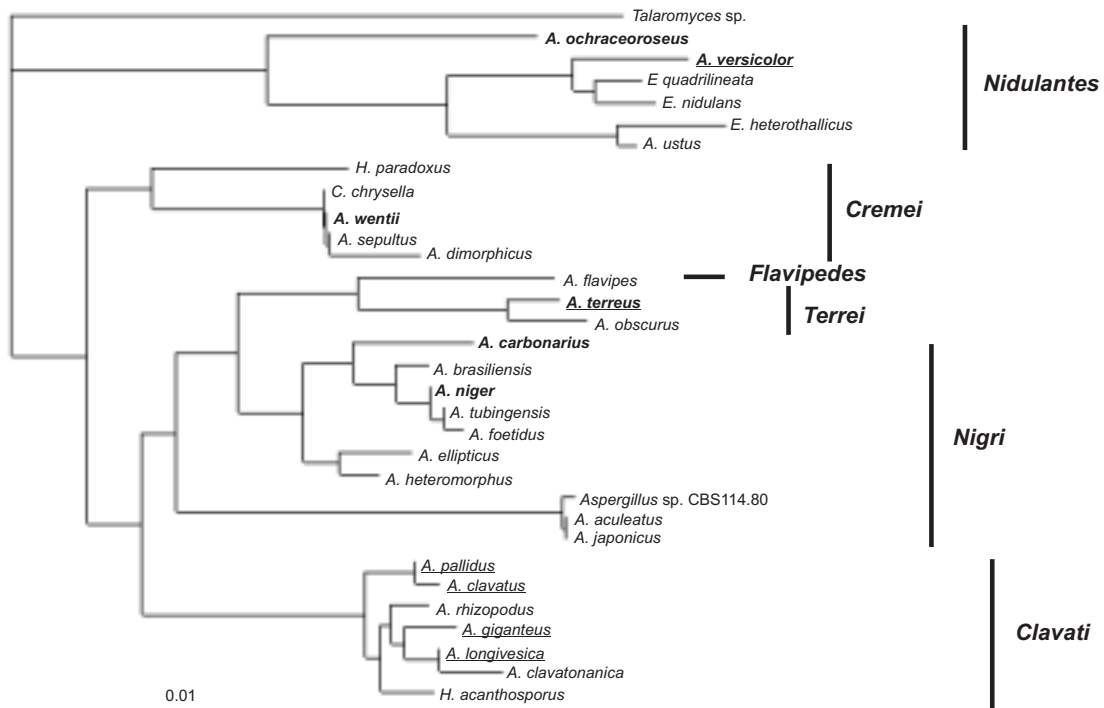 Talaromyces sp.
A. ochraceoroseus
A. versicolor
E quadrilineata
E. nidulans
E. heterothallicus
A. ustus
Nidulantes
H. paradoxus
C. chrysella
A. wentii
A. sepultus
A. dimorphicus
Cremei
A. flavipes
Flavipedes
A. terreus
A. obscurus
Terrei
A. carbonarius
A. brasiliensis
A. niger
A. tubingensis
A. foetidus
A. ellipticus
A. heteromorphus
Aspergillus sp. CBS114.80
A. aculeatus
A. japonicus
Nigri
A. pallidus
A. clavatus
A. rhizopodus
A. giganteus
A. longivesica
A. clavatonanica
H. acanthosporus
Clavati
0.01